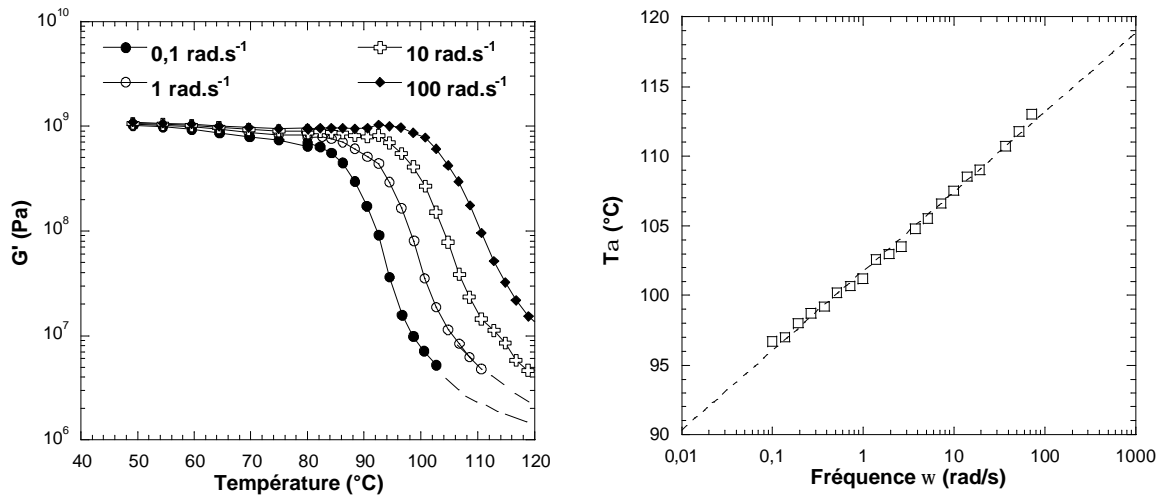 10^10
10^9
10^8
10^7
10^6
G' (Pa)
0,1 rad.s^-1
1 rad.s^-1
10 rad.s^-1
100 rad.s^-1
40 50 60 70 80 90 100 110 120
Température (°C)
120
115
110
105
100
95
90
Ta (°C)
0,01 0,1 1 10 100 1000
Fréquence w (rad/s)